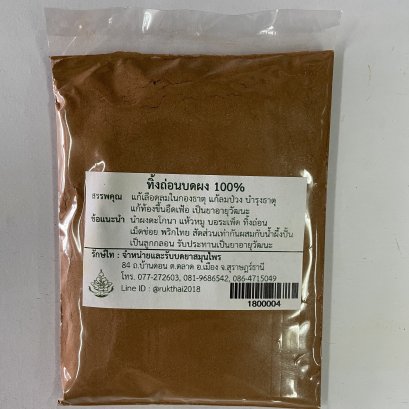 ทิ้งถ่อนบดผง 100%
สรรพคุณ แก้เลือดลมในกองธาตุ แก้ลมป่วง บำรุงธาตุ
แก้ท้องขึ้นอืดเฟ้อ เป็นยาอายุวัฒนะ
ข้อแนะนำ นำผงตะโกนา แห้วหมู บอระเพ็ด ทิ้งถ่อน
เม็ดข่อย พริกไทย สัดส่วนเท่ากันผสมกับน้ำผึ้งปั้น
เป็นลูกกลอน รับประทานเป็นยาอายุวัฒนะ
รักษ์ไท : จำหน่ายและรับบดยาสมุนไพร
84 ถ.บ้านดอน ต.ตลาด อ.เมือง จ.สุราษฎร์ธานี
โทร. 077-272603, 081-9686542, 086-4715049
Line ID : @rukthai2018
1800004